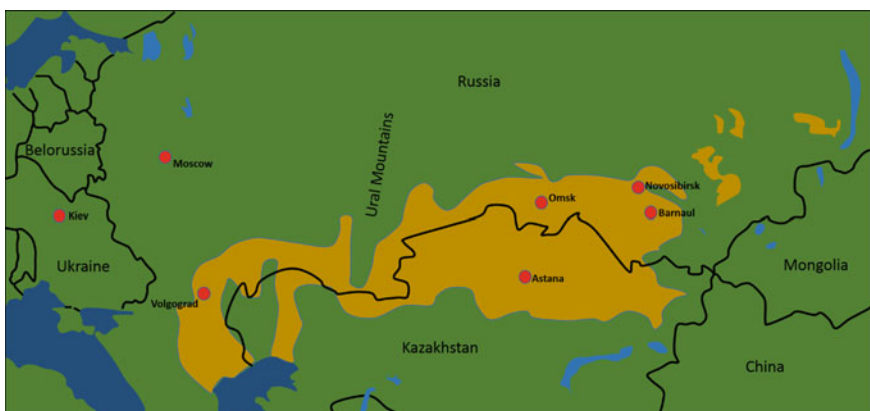 Russia
Ural Mountains
Belorussia
Moscow
Novosibirsk
Omsk
Barnaul
Kiev
Ukraine
Mongolia
Astana
Volgograd
Kazakhstan
China